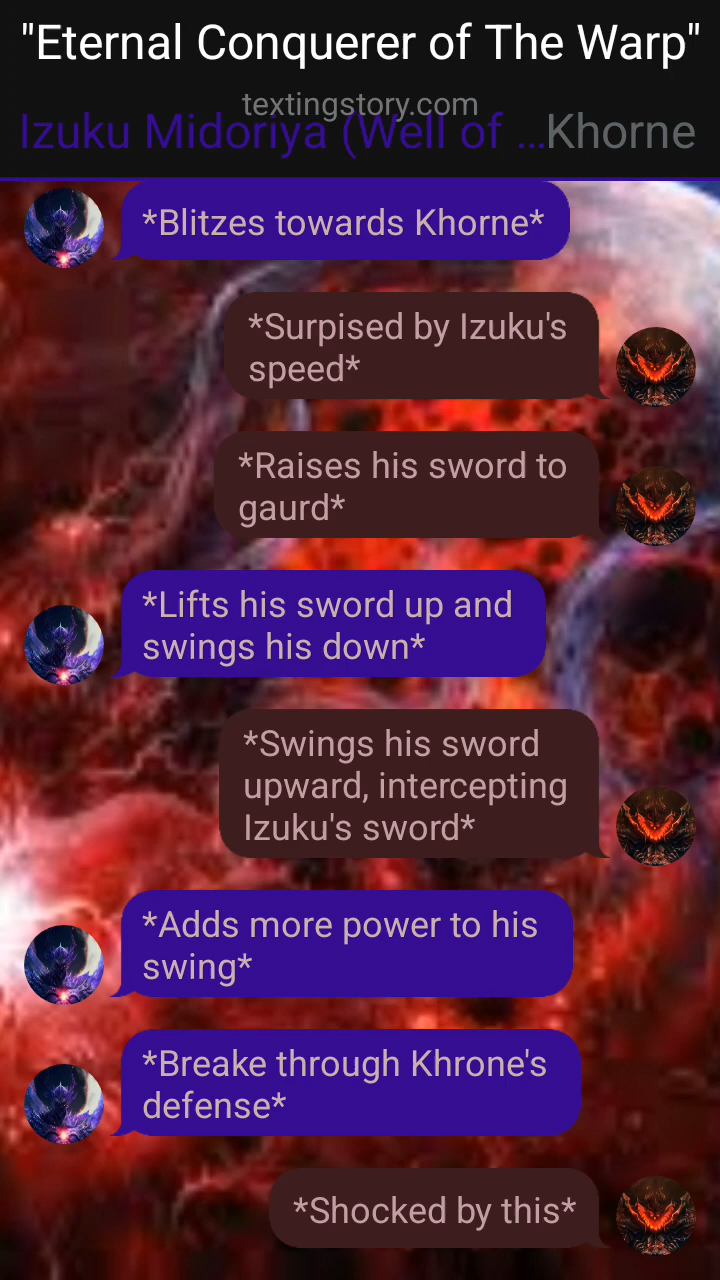 "Eternal Conquerer of The Warp"
textingstory.com
Izuku Midoriya (Well of ...Khorne
*Blitzes towards Khorne*
*Surpised by Izuku's
speed*
*Raises his sword to
gaurd*
*Lifts his sword up and
swings his down*
*Swings his sword
upward, intercepting
Izuku's sword*
*Adds more power to his
swing*
*Breake through Khrone's
defense*
*Shocked by this*